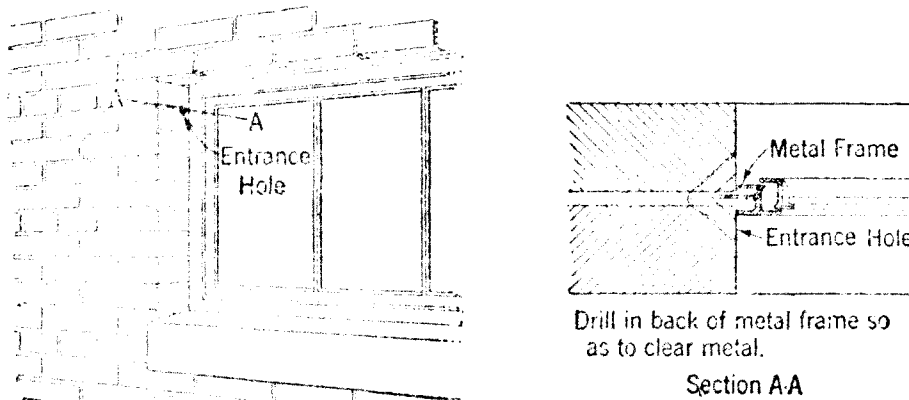 A
A
Entrance
Hole
Metal Frame
Entrance Hole
Drill in back of metal frame so
as to clear metal.
Section A-A